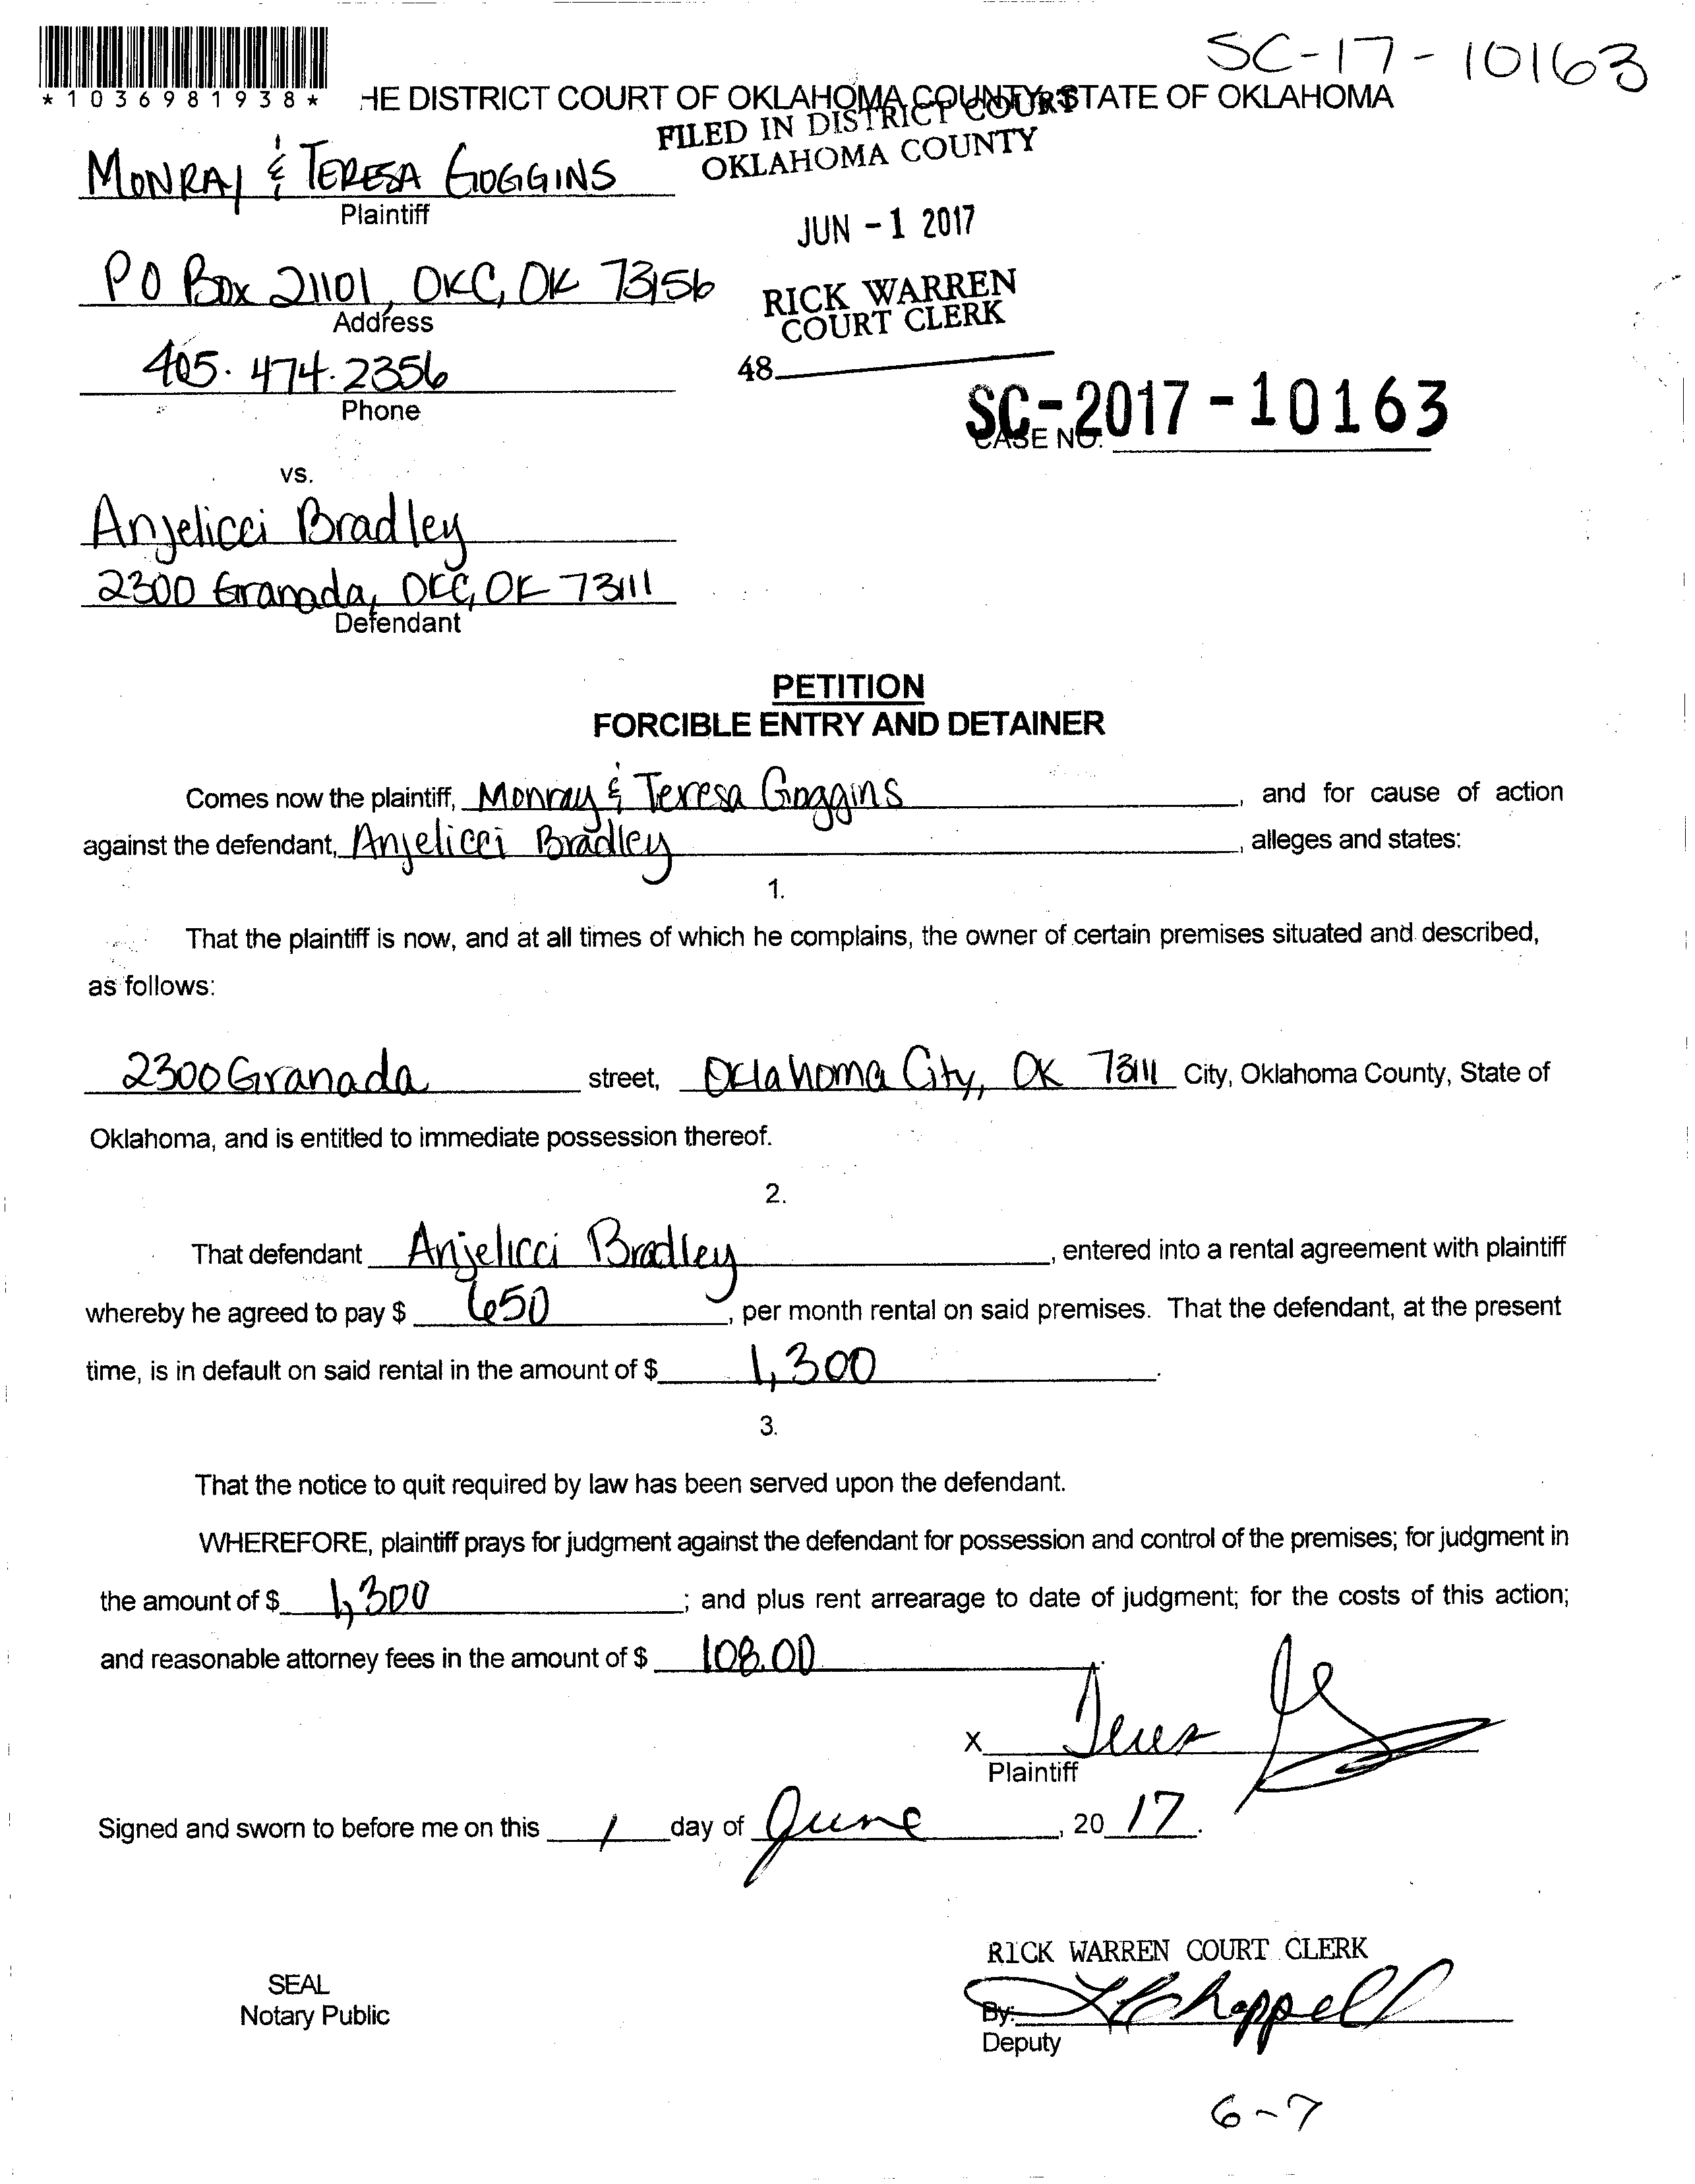 SC-17-10163
*1036981938*
HE DISTRICT COURT OF OKLAHOMA COUNTY, STATE OF OKLAHOMA
FILED IN DISTRICT COURT
OKLAHOMA COUNTY
MONRAY & TERESA GOGGINS
Plaintiff
JUN -1 2017
PO Box 21101, OKC, OK 73156
Address
RICK WARREN
COURT CLERK
405.474.2356
Phone
48
SC-2017-10163
CASE NO.
vs.
Anjelicci Bradley
2300 Granada, OKC, OK 73111
Defendant
PETITION
FORCIBLE ENTRY AND DETAINER
Comes now the plaintiff, Monray & Teresa Goggins, and for cause of action
against the defendant, Anjelicci Bradley, alleges and states:
1.
That the plaintiff is now, and at all times of which he complains, the owner of certain premises situated and described,
as follows:
2300 Granada street, Oklahoma City, OK 73111 City, Oklahoma County, State of
Oklahoma, and is entitled to immediate possession thereof.
2.
That defendant Anjelicci Bradley, entered into a rental agreement with plaintiff
whereby he agreed to pay $ 650, per month rental on said premises. That the defendant, at the present
time, is in default on said rental in the amount of $ 1,300.
3.
That the notice to quit required by law has been served upon the defendant.
WHEREFORE, plaintiff prays for judgment against the defendant for possession and control of the premises; for judgment in
the amount of $ 1,300; and plus rent arrearage to date of judgment; for the costs of this action;
and reasonable attorney fees in the amount of $ 108.00.
X
Plaintiff
Signed and sworn to before me on this 1 day of June, 2017.
RICK WARREN COURT CLERK
SEAL
Notary Public
By: Chappell
Deputy
6-7